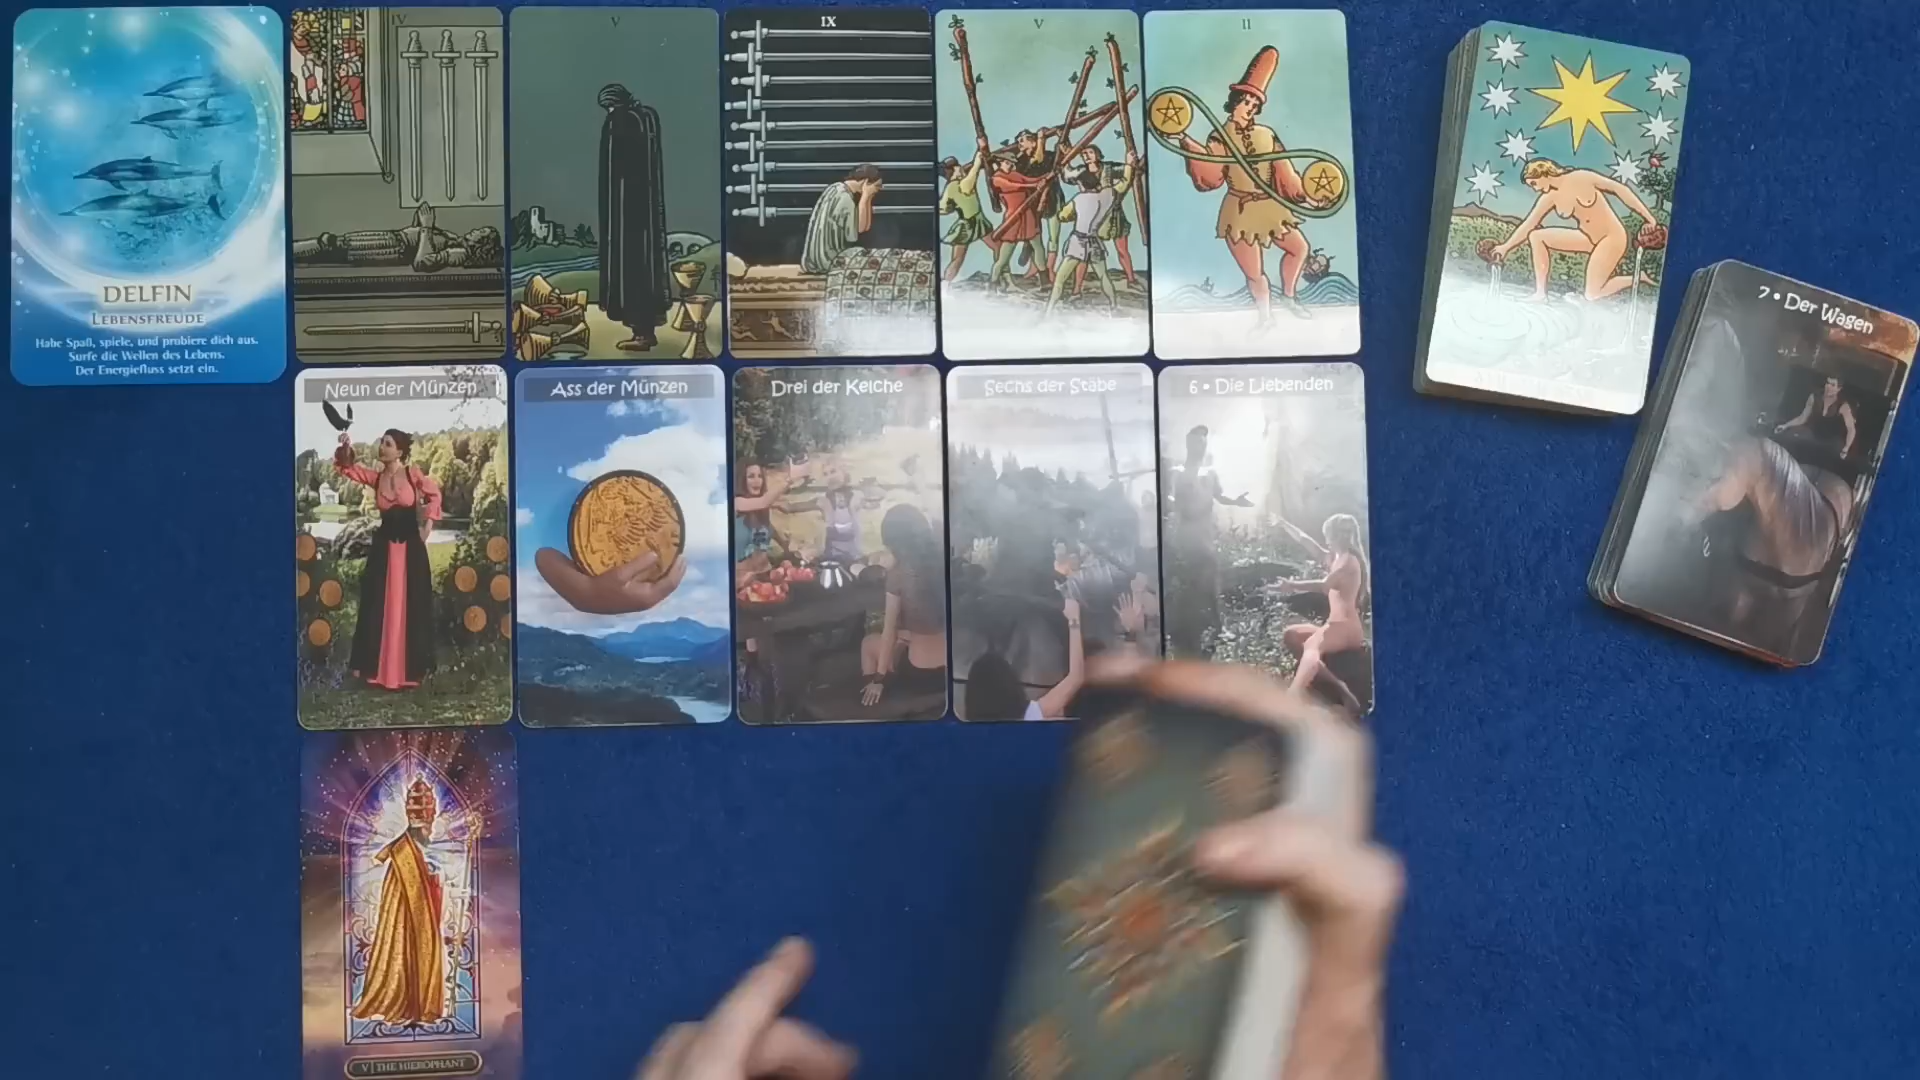 IV
V
IX
V
II
DELFIN
LEBENSFREUDE
Habe Spaß, spiele, und probiere dich aus.
Surfe die Wellen des Lebens.
Der Energiefluss setzt ein.
7 • Der Wagen
Neun der Münzen
Ass der Münzen
Drei der Kelche
Sechs der Stäbe
6 • Die Liebenden
V | THE HIEROPHANT